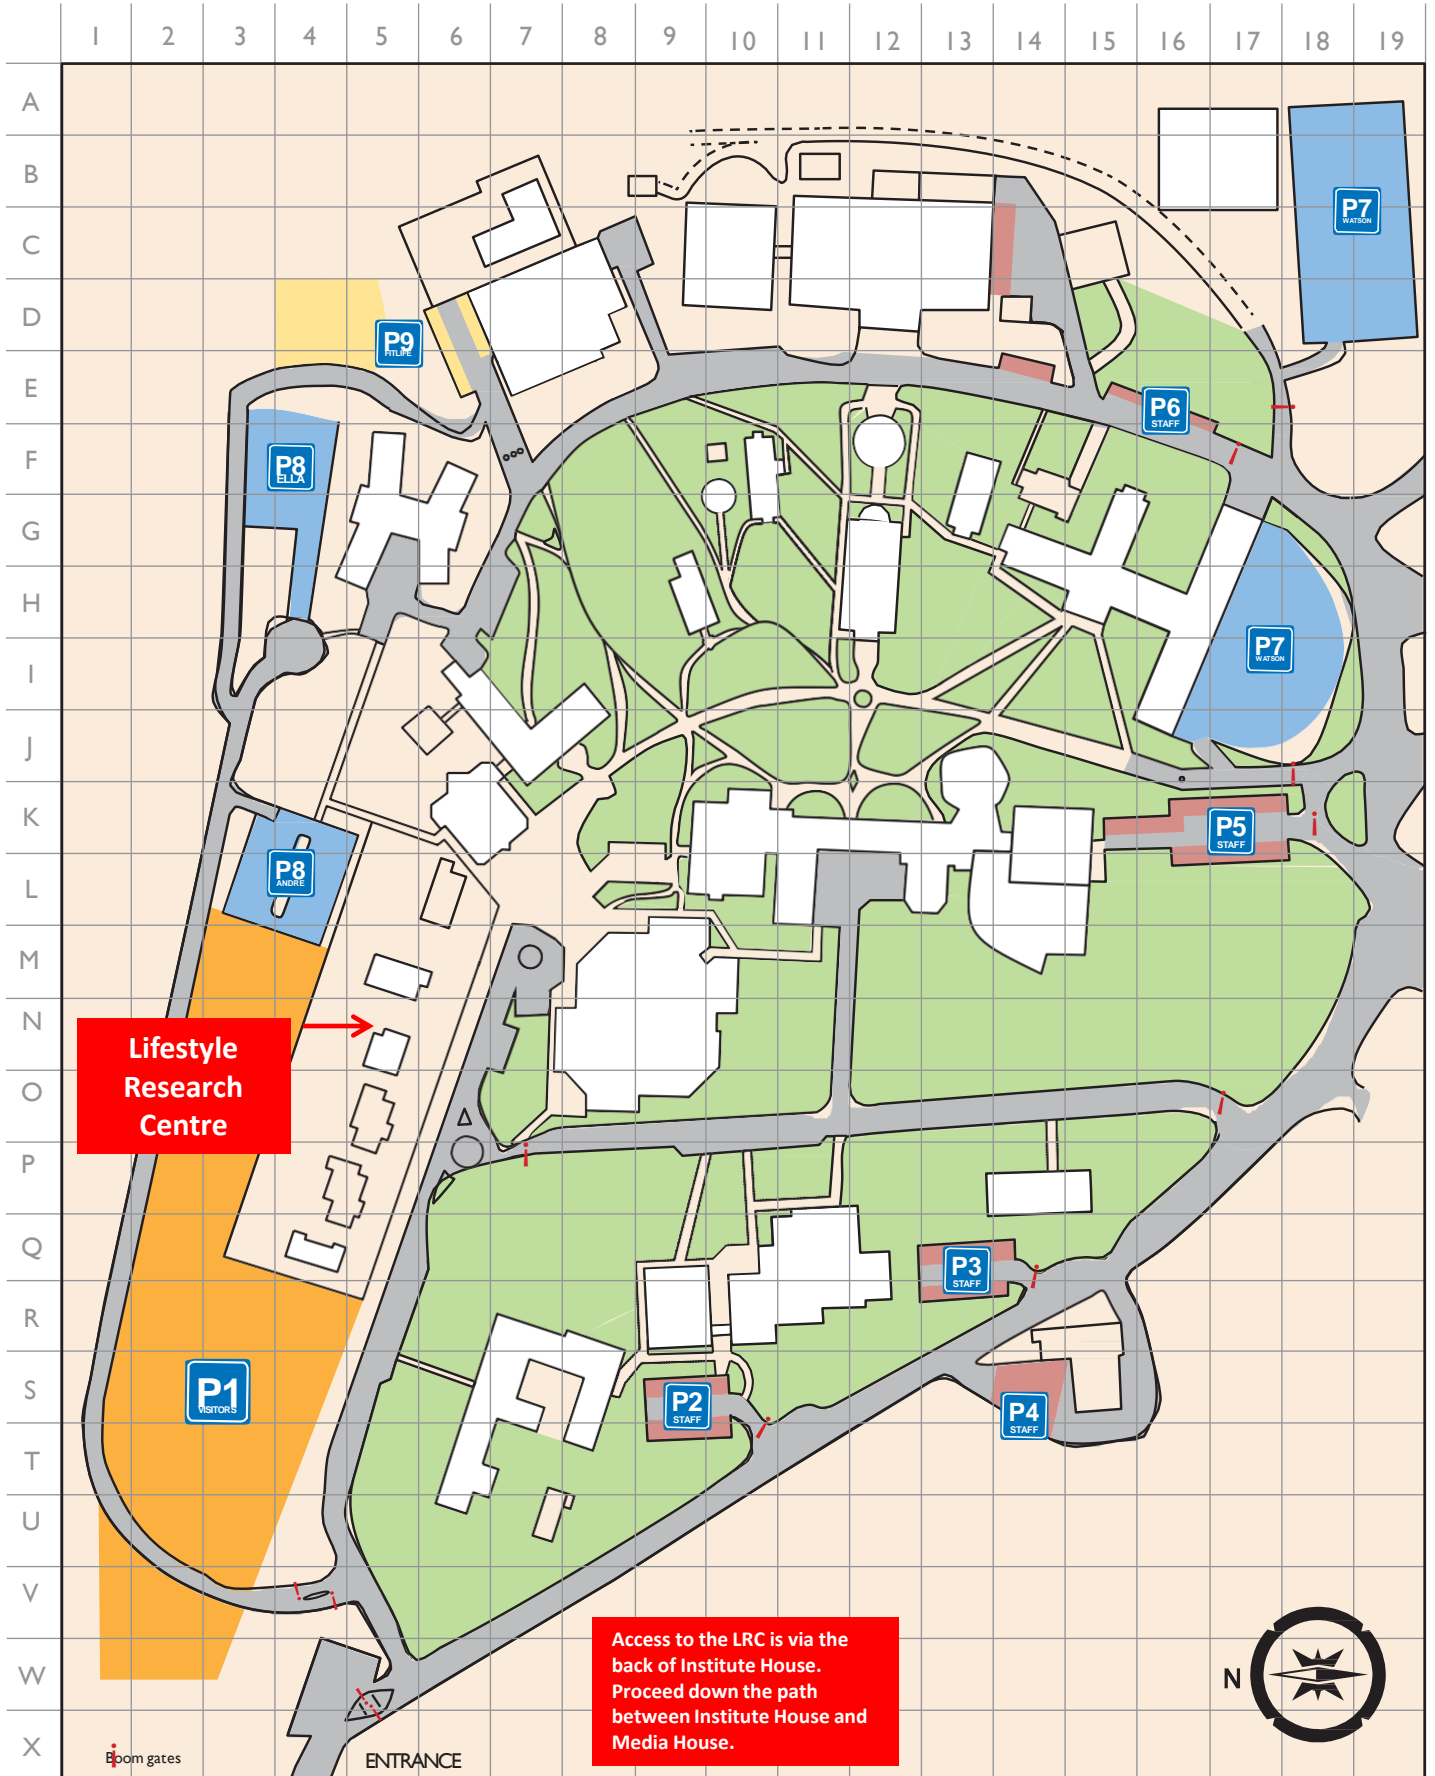 1 2 3 4 5 6 7 8 9 10 11 12 13 14 15 16 17 18 19
A
B
P7
WATSON
C
D
P9
FITLIFE
E
P6
STAFF
F
P8
ELLA
G
H
P7
WATSON
I
J
K
P5
STAFF
P8
ANDRE
L
M
N
Lifestyle
Research
Centre
O
P
Q
P3
STAFF
R
P1
VISITORS
S
P2
STAFF
P4
STAFF
T
U
V
Access to the LRC is via the
back of Institute House.
Proceed down the path
between Institute House and
Media House.
W
N
X
Boom gates
ENTRANCE